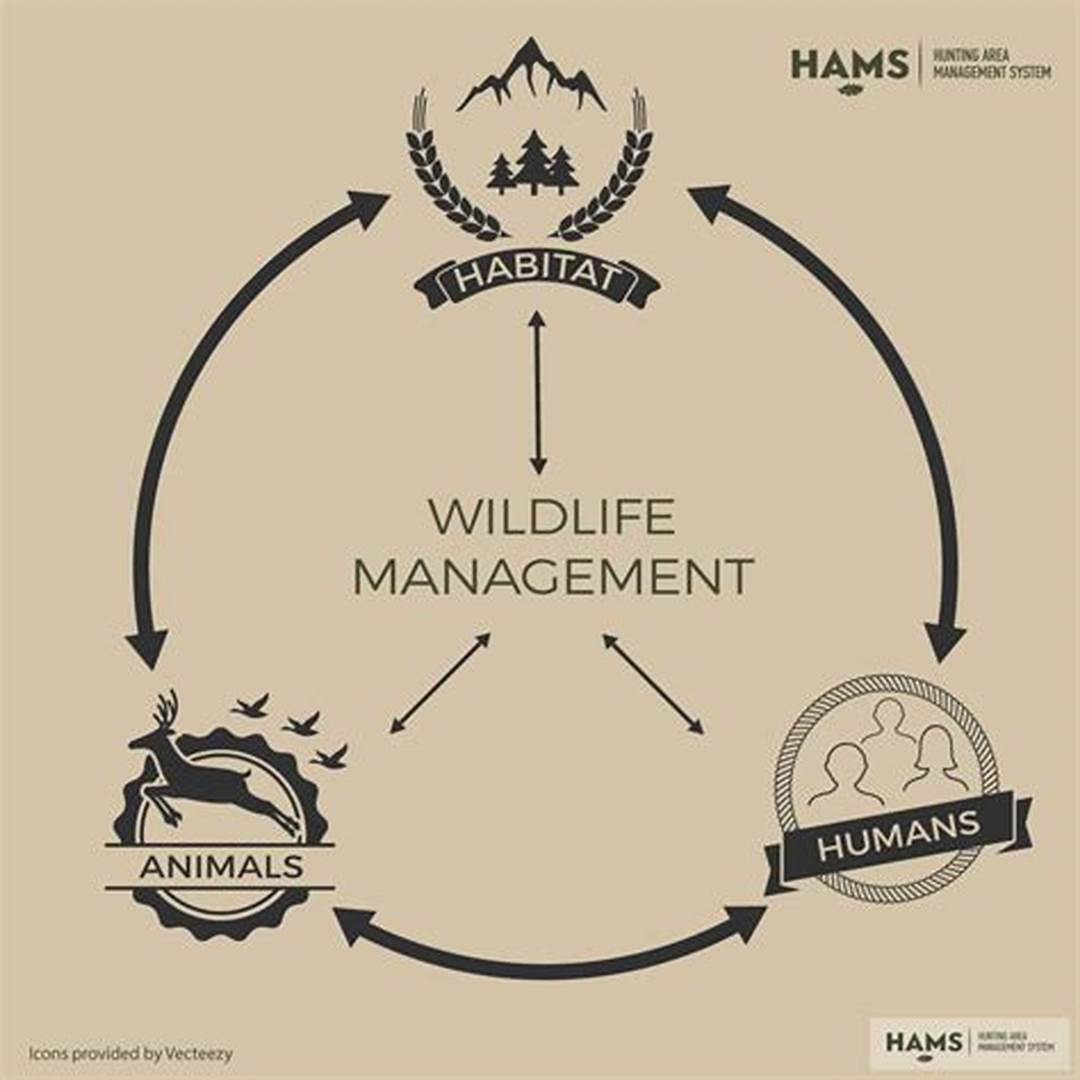 HAMS
HUNTING AREA
MANAGEMENT SYSTEM
HABITAT
WILDLIFE
MANAGEMENT
ANIMALS
HUMANS
Icons provided by Vecteezy
HAMS
HUNTING AREA
MANAGEMENT SYSTEM